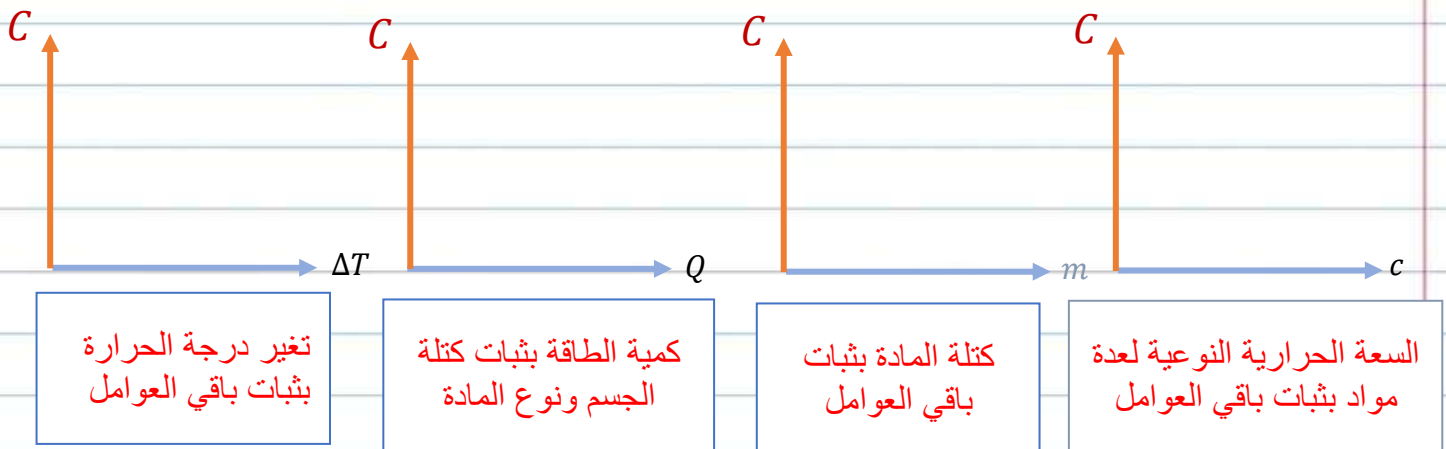 C
C
C
C
ΔT
Q
m
c
تغير درجة الحرارة
بثبات باقي العوامل
كمية الطاقة بثبات كتلة
الجسم ونوع المادة
كتلة المادة بثبات
باقي العوامل
السعة الحرارية النوعية لعدة
مواد بثبات باقي العوامل